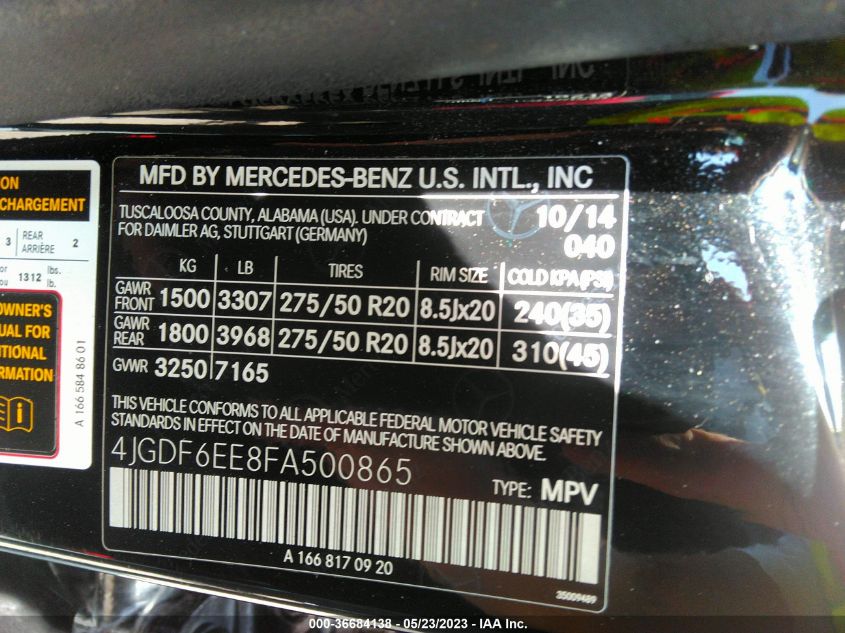 ON
CHARGEMENT
3 REAR ARRIÈRE 2
or
ou 1312 lbs. lb.
OWNER'S
UAL FOR
ITIONAL
RMATION
A 166 584 86 01
MFD BY MERCEDES-BENZ U.S. INTL., INC
TUSCALOOSA COUNTY, ALABAMA (USA). UNDER CONTRACT 10/14
FOR DAIMLER AG, STUTTGART (GERMANY) 040
KG LB TIRES RIM SIZE COLD KPA(PSI)
GAWR FRONT 1500 3307 275/50 R20 8.5Jx20 240(35)
GAWR REAR 1800 3968 275/50 R20 8.5Jx20 310(45)
GVWR 3250 7165
THIS VEHICLE CONFORMS TO ALL APPLICABLE FEDERAL MOTOR VEHICLE SAFETY
STANDARDS IN EFFECT ON THE DATE OF MANUFACTURE SHOWN ABOVE.
4JGDF6EE8FA500865
TYPE: MPV
A 166 817 09 20
35009489
000-36684138 - 05/23/2023 - IAA Inc.